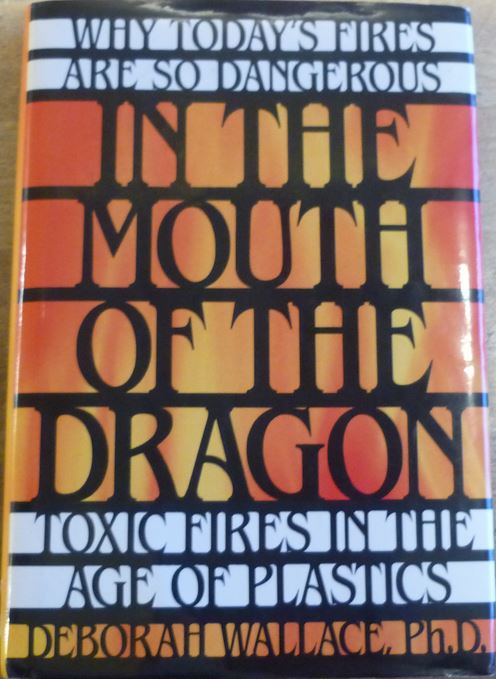 WHY TODAY'S FIRES
ARE SO DANGEROUS
IN THE
MOUTH
OF THE
DRAGON
TOXIC FIRES IN THE
AGE OF PLASTICS
DEBORAH WALLACE, Ph.D.